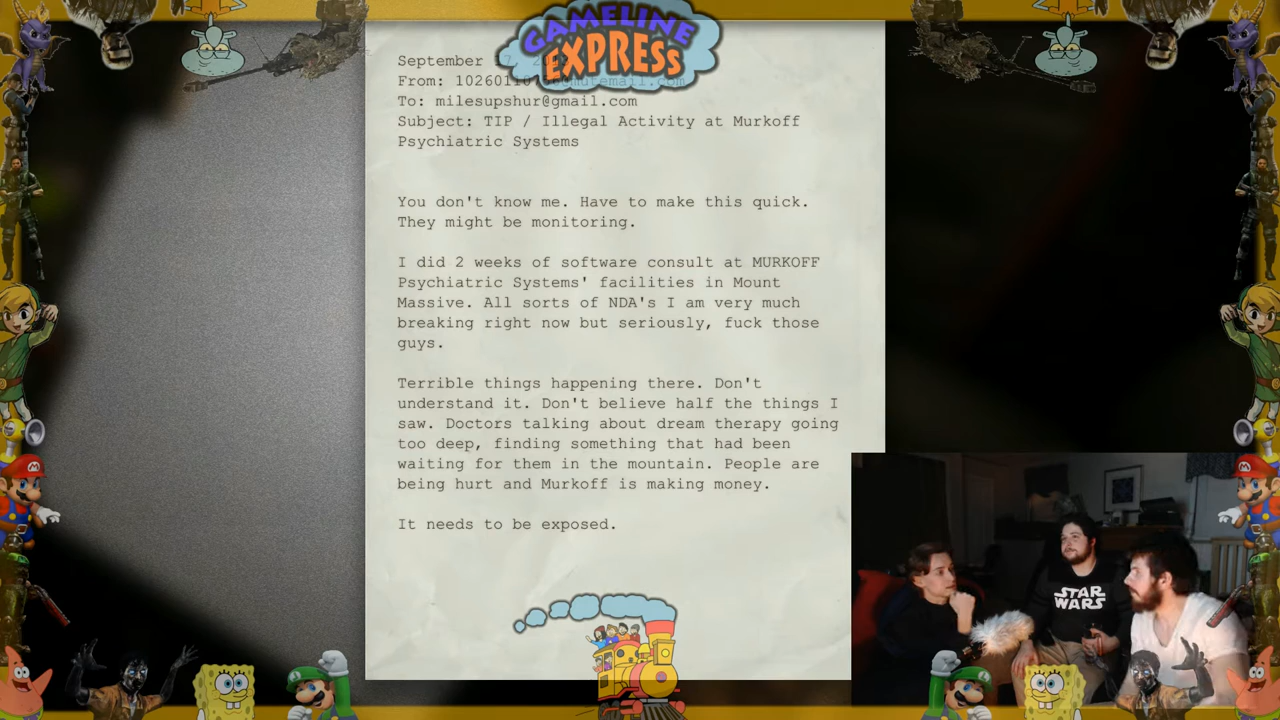 GAMELINE
EXPRESS
September
From:
To: milesupshur@gmail.com
Subject: TIP / Illegal Activity at Murkoff
Psychiatric Systems
You don't know me. Have to make this quick.
They might be monitoring.
I did 2 weeks of software consult at MURKOFF
Psychiatric Systems' facilities in Mount
Massive. All sorts of NDA's I am very much
breaking right now but seriously, fuck those
guys.
Terrible things happening there. Don't
understand it. Don't believe half the things I
saw. Doctors talking about dream therapy going
too deep, finding something that had been
waiting for them in the mountain. People are
being hurt and Murkoff is making money.
It needs to be exposed.
STAR
WARS